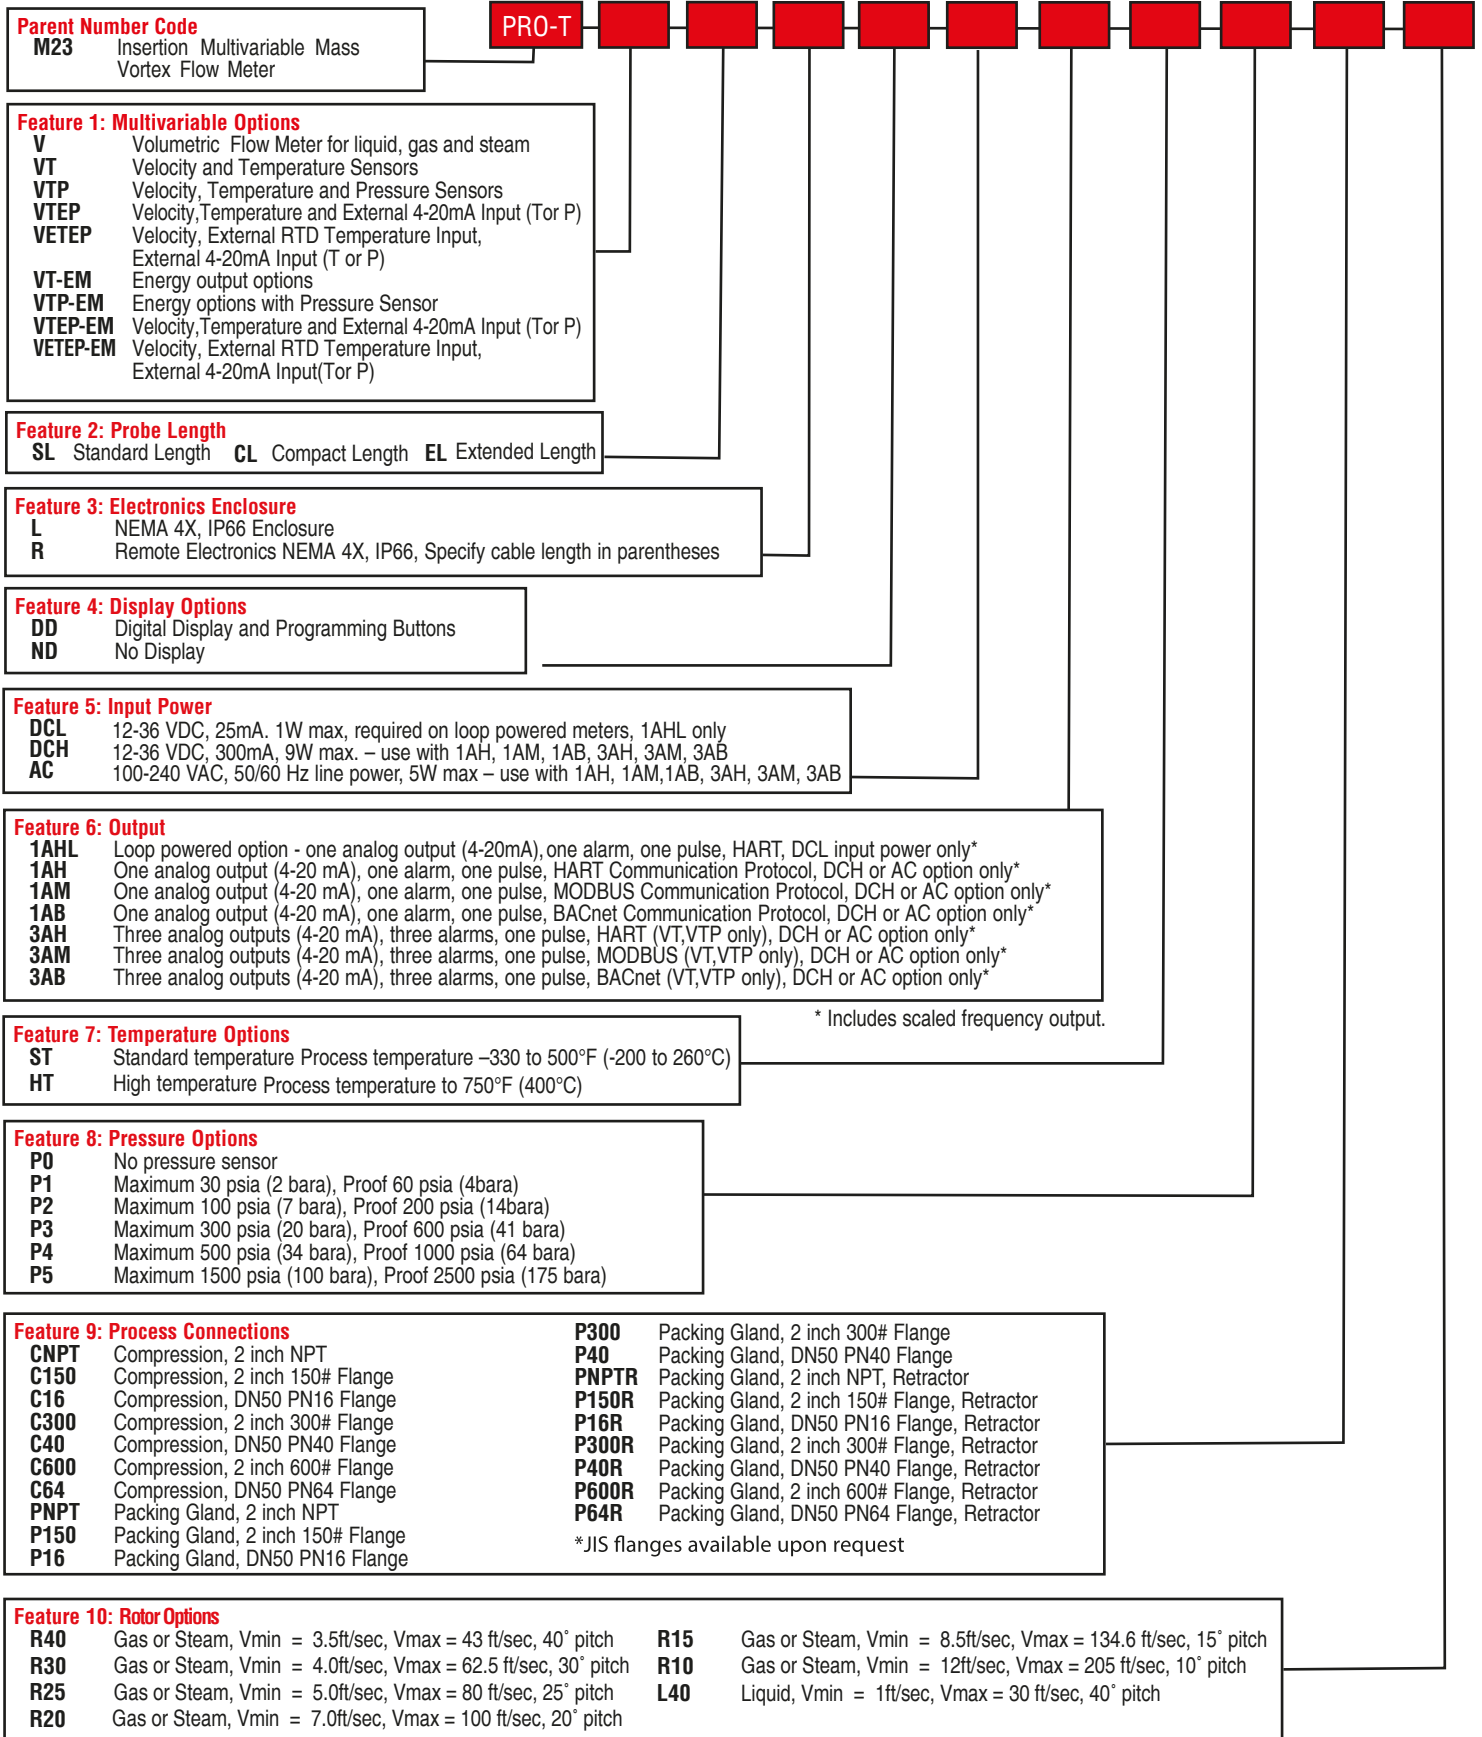 PRO-T
Parent Number Code
M23 Insertion Multivariable Mass
Vortex Flow Meter
Feature 1: Multivariable Options
V Volumetric Flow Meter for liquid, gas and steam
VT Velocity and Temperature Sensors
VTP Velocity, Temperature and Pressure Sensors
VTEP Velocity,Temperature and External 4-20mA Input (Tor P)
VETEP Velocity, External RTD Temperature Input,
External 4-20mA Input (T or P)
VT-EM Energy output options
VTP-EM Energy options with Pressure Sensor
VTEP-EM Velocity,Temperature and External 4-20mA Input (Tor P)
VETEP-EM Velocity, External RTD Temperature Input,
External 4-20mA Input(Tor P)
Feature 2: Probe Length
SL Standard Length CL Compact Length EL Extended Length
Feature 3: Electronics Enclosure
L NEMA 4X, IP66 Enclosure
R Remote Electronics NEMA 4X, IP66, Specify cable length in parentheses
Feature 4: Display Options
DD Digital Display and Programming Buttons
ND No Display
Feature 5: Input Power
DCL 12-36 VDC, 25mA. 1W max, required on loop powered meters, 1AHL only
DCH 12-36 VDC, 300mA, 9W max. – use with 1AH, 1AM, 1AB, 3AH, 3AM, 3AB
AC 100-240 VAC, 50/60 Hz line power, 5W max – use with 1AH, 1AM,1AB, 3AH, 3AM, 3AB
Feature 6: Output
1AHL Loop powered option - one analog output (4-20mA), one alarm, one pulse, HART, DCL input power only*
1AH One analog output (4-20 mA), one alarm, one pulse, HART Communication Protocol, DCH or AC option only*
1AM One analog output (4-20 mA), one alarm, one pulse, MODBUS Communication Protocol, DCH or AC option only*
1AB One analog output (4-20 mA), one alarm, one pulse, BACnet Communication Protocol, DCH or AC option only*
3AH Three analog outputs (4-20 mA), three alarms, one pulse, HART (VT,VTP only), DCH or AC option only*
3AM Three analog outputs (4-20 mA), three alarms, one pulse, MODBUS (VT,VTP only), DCH or AC option only*
3AB Three analog outputs (4-20 mA), three alarms, one pulse, BACnet (VT,VTP only), DCH or AC option only*
* Includes scaled frequency output.
Feature 7: Temperature Options
ST Standard temperature Process temperature –330 to 500°F (-200 to 260°C)
HT High temperature Process temperature to 750°F (400°C)
Feature 8: Pressure Options
P0 No pressure sensor
P1 Maximum 30 psia (2 bara), Proof 60 psia (4bara)
P2 Maximum 100 psia (7 bara), Proof 200 psia (14bara)
P3 Maximum 300 psia (20 bara), Proof 600 psia (41 bara)
P4 Maximum 500 psia (34 bara), Proof 1000 psia (64 bara)
P5 Maximum 1500 psia (100 bara), Proof 2500 psia (175 bara)
Feature 9: Process Connections
CNPT Compression, 2 inch NPT
C150 Compression, 2 inch 150# Flange
C16 Compression, DN50 PN16 Flange
C300 Compression, 2 inch 300# Flange
C40 Compression, DN50 PN40 Flange
C600 Compression, 2 inch 600# Flange
C64 Compression, DN50 PN64 Flange
PNPT Packing Gland, 2 inch NPT
P150 Packing Gland, 2 inch 150# Flange
P16 Packing Gland, DN50 PN16 Flange
P300 Packing Gland, 2 inch 300# Flange
P40 Packing Gland, DN50 PN40 Flange
PNPTR Packing Gland, 2 inch NPT, Retractor
P150R Packing Gland, 2 inch 150# Flange, Retractor
P16R Packing Gland, DN50 PN16 Flange, Retractor
P300R Packing Gland, 2 inch 300# Flange, Retractor
P40R Packing Gland, DN50 PN40 Flange, Retractor
P600R Packing Gland, 2 inch 600# Flange, Retractor
P64R Packing Gland, DN50 PN64 Flange, Retractor
*JIS flanges available upon request
Feature 10: Rotor Options
R40 Gas or Steam, Vmin = 3.5ft/sec, Vmax = 43 ft/sec, 40˚ pitch
R30 Gas or Steam, Vmin = 4.0ft/sec, Vmax = 62.5 ft/sec, 30˚ pitch
R25 Gas or Steam, Vmin = 5.0ft/sec, Vmax = 80 ft/sec, 25˚ pitch
R20 Gas or Steam, Vmin = 7.0ft/sec, Vmax = 100 ft/sec, 20˚ pitch
R15 Gas or Steam, Vmin = 8.5ft/sec, Vmax = 134.6 ft/sec, 15˚ pitch
R10 Gas or Steam, Vmin = 12ft/sec, Vmax = 205 ft/sec, 10˚ pitch
L40 Liquid, Vmin = 1ft/sec, Vmax = 30 ft/sec, 40˚ pitch